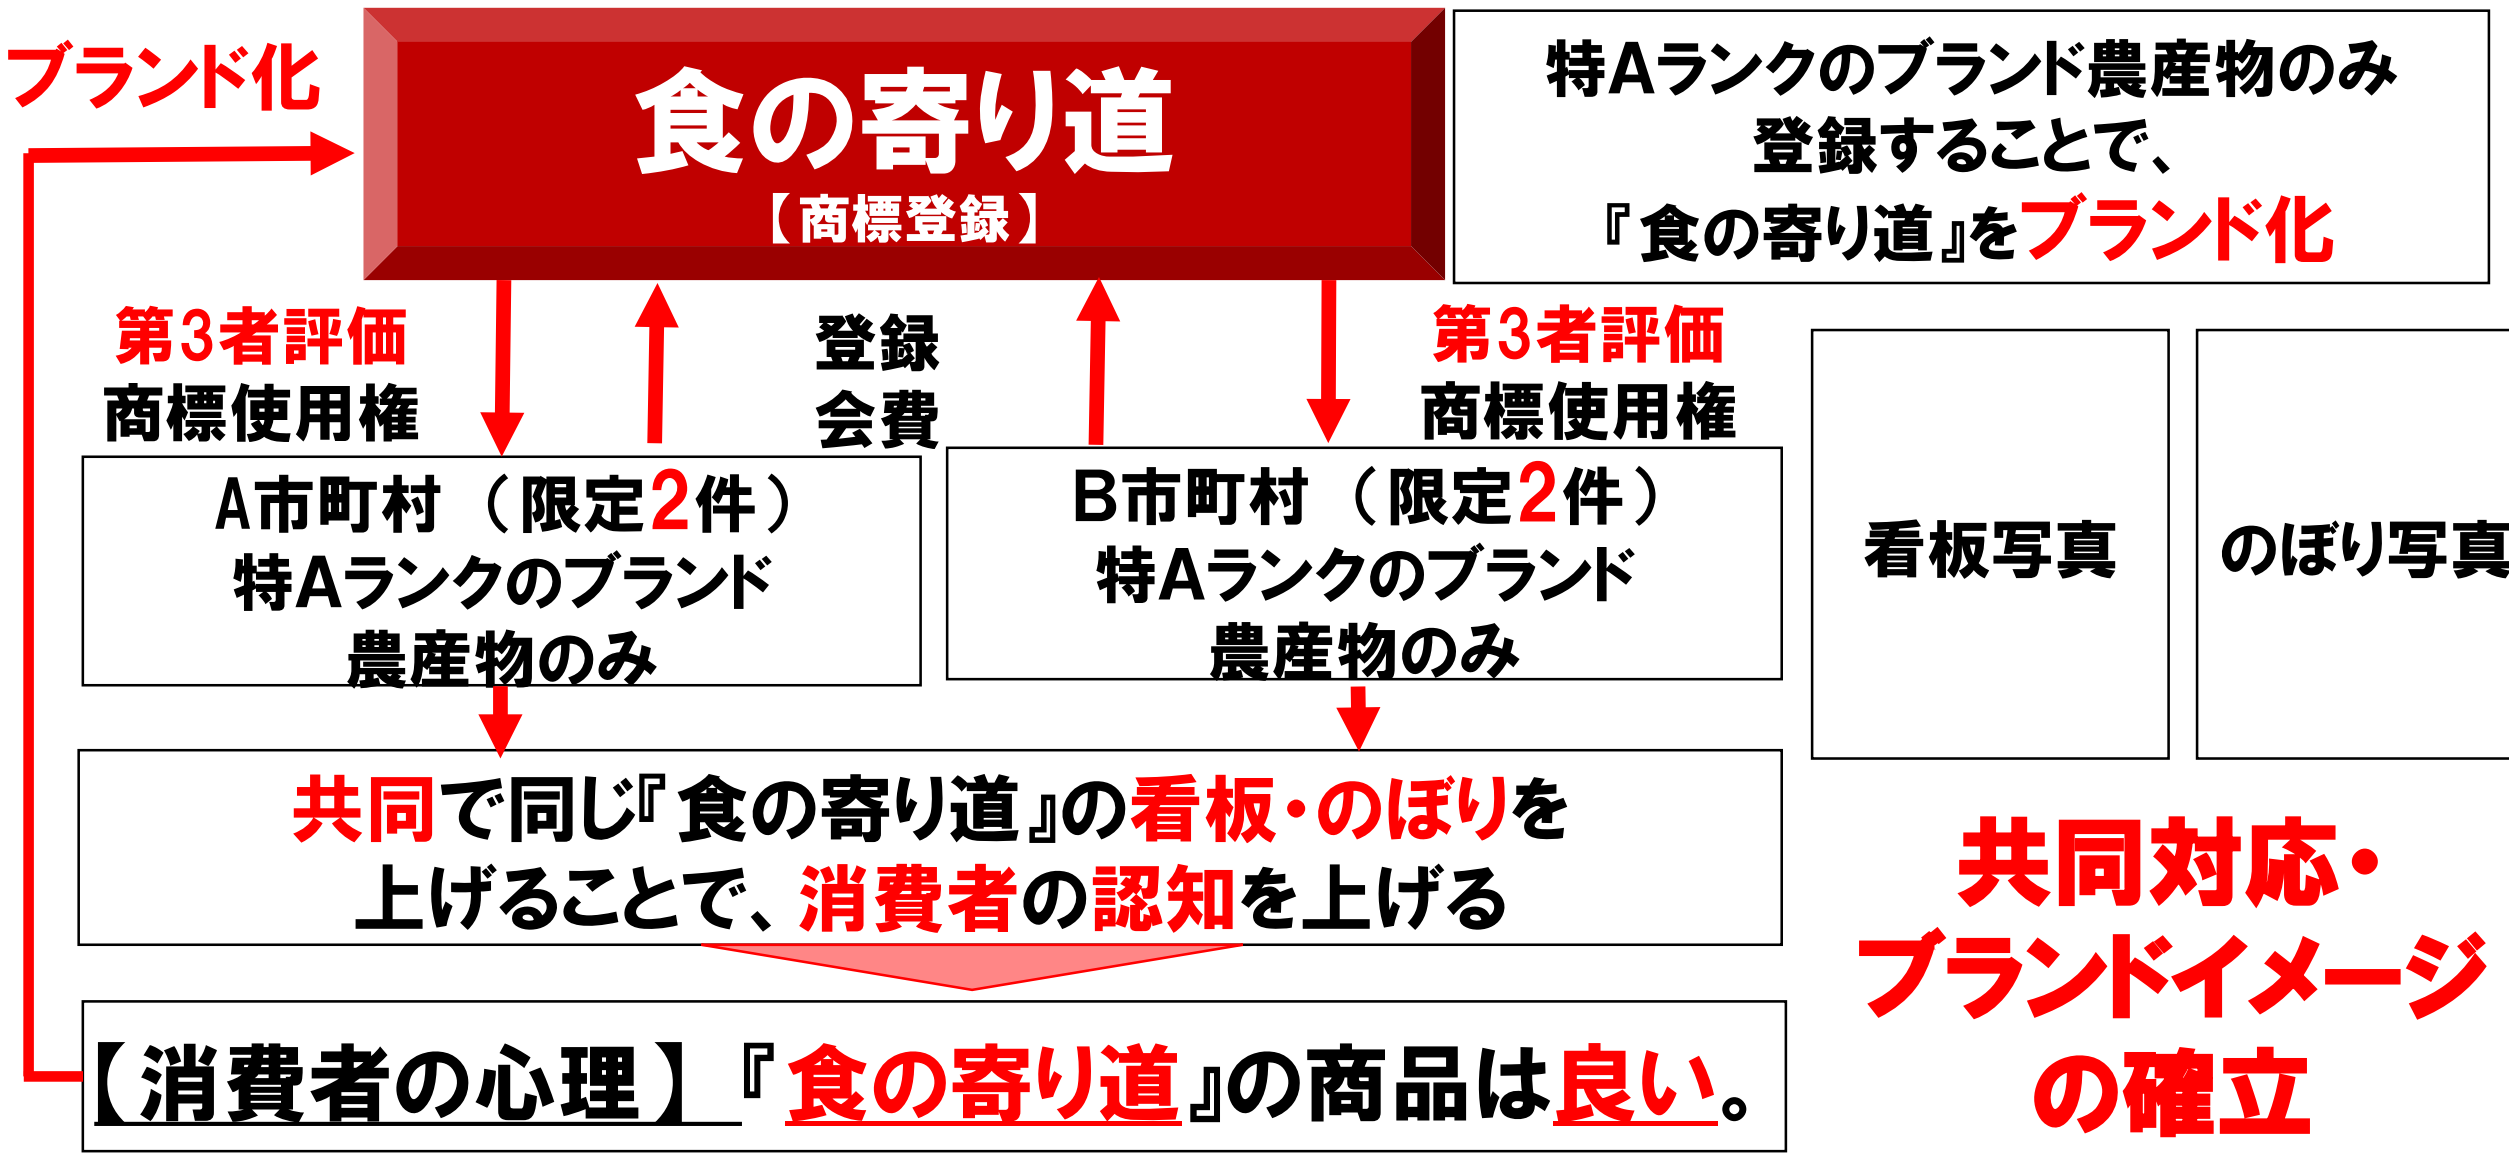 ブランド化
食の寄り道
【商標登録】
特Aランクのブランド農産物のみ
登録することで、
『食の寄り道』をブランド化
第3者評価
商標使用権
登録
会費
第3者評価
商標使用権
A市町村　（限定2件）
特Aランクのブランド
農産物のみ
B市町村　（限定2件）
特Aランクのブランド
農産物のみ
看板写真
のぼり写真
共同で同じ『食の寄り道』の看板・のぼりを
上げることで、消費者の認知を上げる
共同対応・
ブランドイメージ
の確立
【消費者の心理】『食の寄り道』の商品は良い。